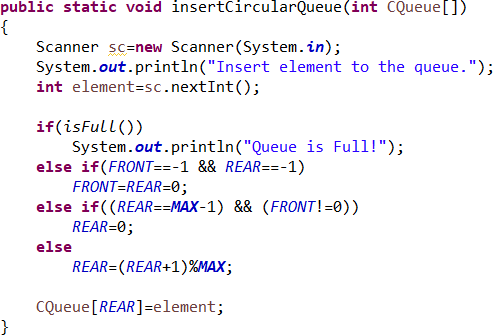 public static void insertCircularQueue(int CQueue[])
{
    Scanner sc=new Scanner(System.in);
    System.out.println("Insert element to the queue.");
    int element=sc.nextInt();

    if(isFull())
        System.out.println("Queue is Full!");
    else if(FRONT==-1 && REAR==-1)
        FRONT=REAR=0;
    else if((REAR==MAX-1) && (FRONT!=0))
        REAR=0;
    else
        REAR=(REAR+1)%MAX;

    CQueue[REAR]=element;
}